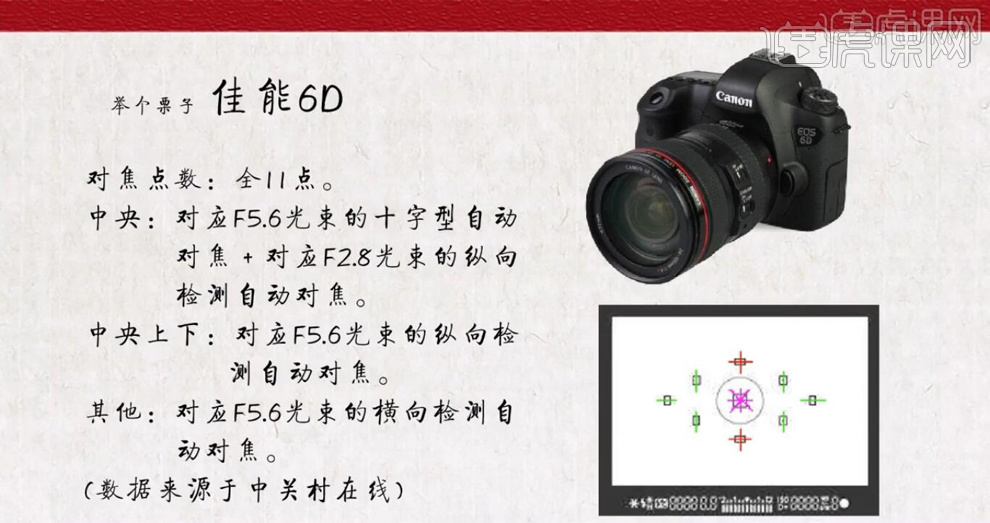 虎课网
举个栗子 佳能6D
对焦点数：全11点。
中央：对应F5.6光束的十字型自动
对焦 + 对应F2.8光束的纵向
检测自动对焦。
中央上下：对应F5.6光束的纵向检
测自动对焦。
其他：对应F5.6光束的横向检测自
动对焦。
(数据来源于中关村在线)
Canon
EOS
6D